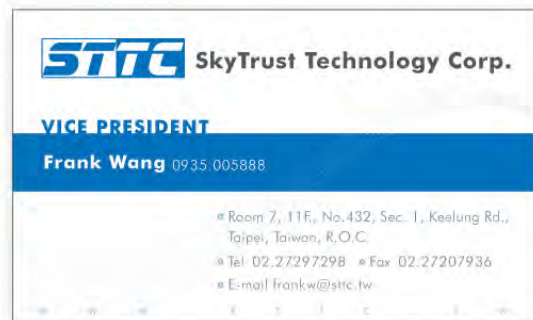 STTC SkyTrust Technology Corp.
VICE PRESIDENT
Frank Wang 0935.005888
Room 7, 11F., No.432, Sec. 1, Keelung Rd.,
Taipei, Taiwan, R.O.C.
Tel 02.27297298 Fax 02.27207936
E-mail frankw@sttc.tw